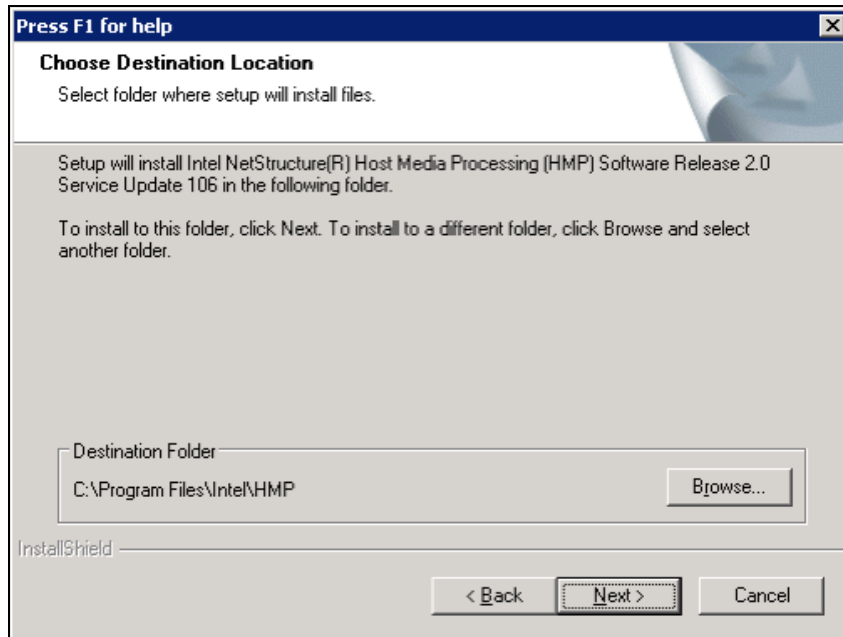 Press F1 for help
Choose Destination Location
Select folder where setup will install files.
Setup will install Intel NetStructure(R) Host Media Processing (HMP) Software Release 2.0
Service Update 106 in the following folder.
To install to this folder, click Next. To install to a different folder, click Browse and select
another folder.
Destination Folder
C:\Program Files\Intel\HMP
Browse...
InstallShield
< Back
Next >
Cancel